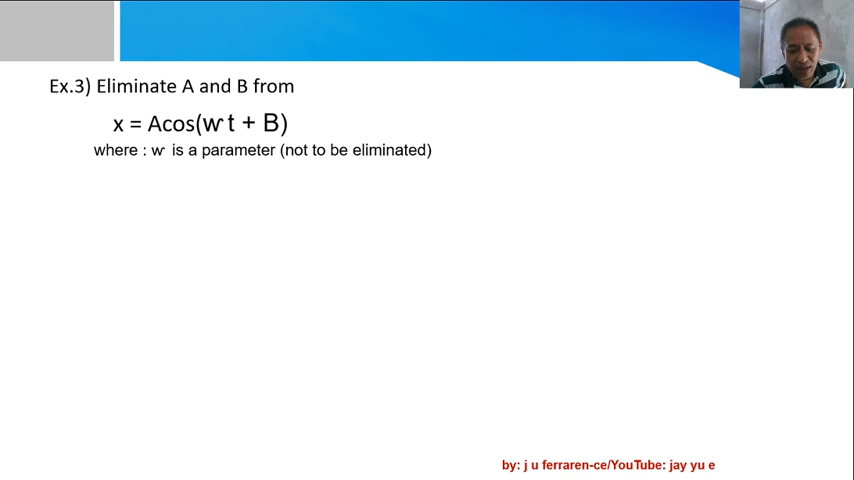 Ex.3) Eliminate A and B from
x = Acos(ⱳ t + B)
where : ⱳ is a parameter (not to be eliminated)
by: j u ferraren-ce/YouTube: jay yu e